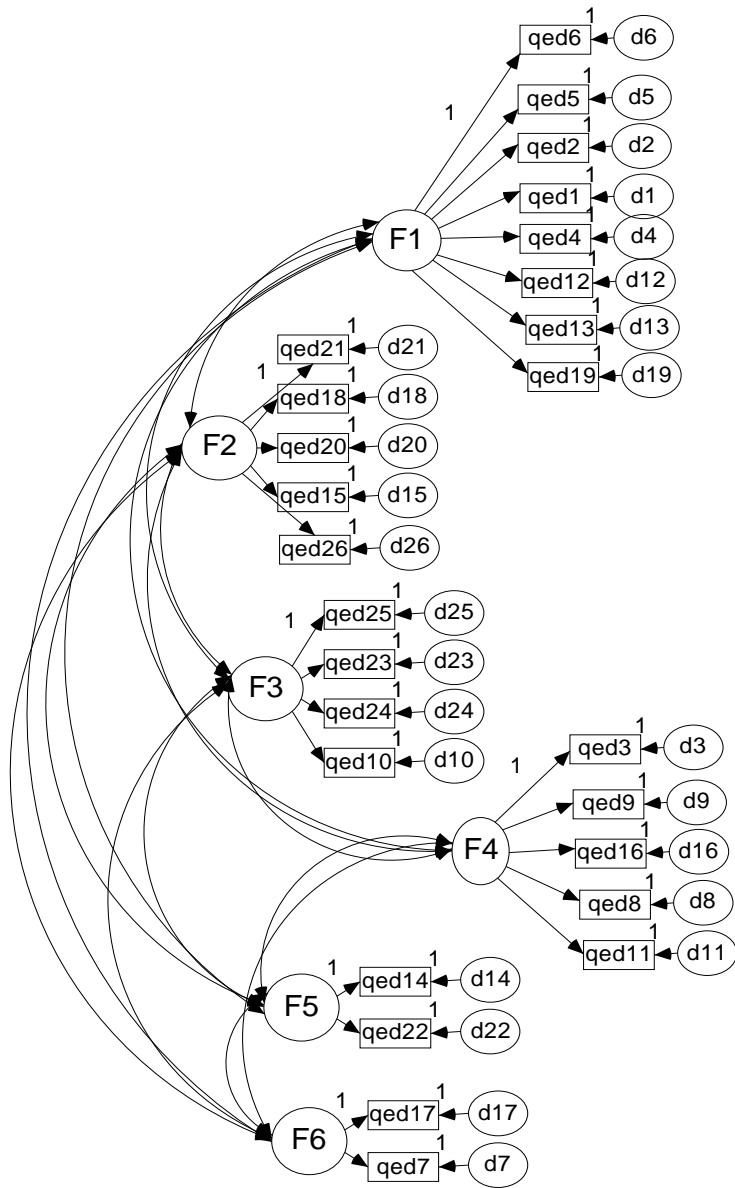 1
qed6
d6
1
1
qed5
d5
1
qed2
d2
1
qed1
d1
F1
1
qed4
d4
1
qed12
d12
1
qed13
d13
1
qed19
d19
1
qed21
d21
1
1
qed18
d18
F2
1
qed20
d20
1
qed15
d15
1
qed26
d26
1
1
qed25
d25
1
qed23
d23
F3
1
qed24
d24
1
qed10
d10
1
1
qed3
d3
1
qed9
d9
F4
1
qed16
d16
1
qed8
d8
1
qed11
d11
1
1
qed14
d14
F5
1
qed22
d22
1
1
qed17
d17
F6
1
qed7
d7